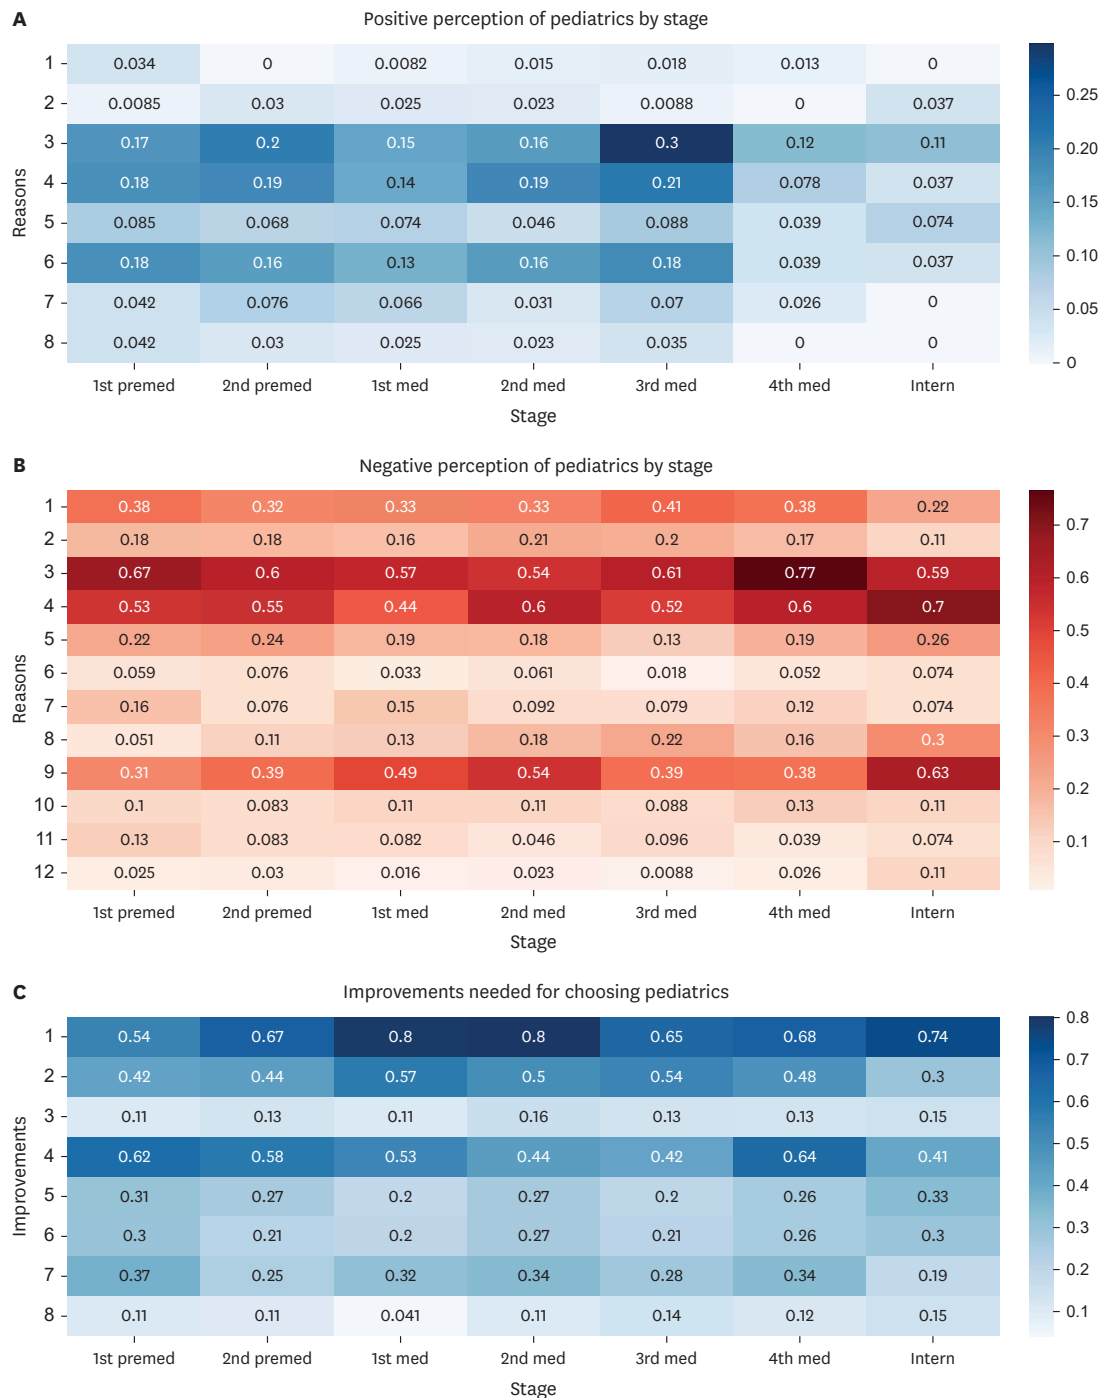 A
Positive perception of pediatrics by stage
Reasons
1 0.034 0 0.0082 0.015 0.018 0.013 0
2 0.0085 0.03 0.025 0.023 0.0088 0 0.037
3 0.17 0.2 0.15 0.16 0.3 0.12 0.11
4 0.18 0.19 0.14 0.19 0.21 0.078 0.037
5 0.085 0.068 0.074 0.046 0.088 0.039 0.074
6 0.18 0.16 0.13 0.16 0.18 0.039 0.037
7 0.042 0.076 0.066 0.031 0.07 0.026 0
8 0.042 0.03 0.025 0.023 0.035 0 0
1st premed 2nd premed 1st med 2nd med 3rd med 4th med Intern
Stage
0.25
0.20
0.15
0.10
0.05
0
B
Negative perception of pediatrics by stage
Reasons
1 0.38 0.32 0.33 0.33 0.41 0.38 0.22
2 0.18 0.18 0.16 0.21 0.2 0.17 0.11
3 0.67 0.6 0.57 0.54 0.61 0.77 0.59
4 0.53 0.55 0.44 0.6 0.52 0.6 0.7
5 0.22 0.24 0.19 0.18 0.13 0.19 0.26
6 0.059 0.076 0.033 0.061 0.018 0.052 0.074
7 0.16 0.076 0.15 0.092 0.079 0.12 0.074
8 0.051 0.11 0.13 0.18 0.22 0.16 0.3
9 0.31 0.39 0.49 0.54 0.39 0.38 0.63
10 0.1 0.083 0.11 0.11 0.088 0.13 0.11
11 0.13 0.083 0.082 0.046 0.096 0.039 0.074
12 0.025 0.03 0.016 0.023 0.0088 0.026 0.11
1st premed 2nd premed 1st med 2nd med 3rd med 4th med Intern
Stage
0.7
0.6
0.5
0.4
0.3
0.2
0.1
C
Improvements needed for choosing pediatrics
Improvements
1 0.54 0.67 0.8 0.8 0.65 0.68 0.74
2 0.42 0.44 0.57 0.5 0.54 0.48 0.3
3 0.11 0.13 0.11 0.16 0.13 0.13 0.15
4 0.62 0.58 0.53 0.44 0.42 0.64 0.41
5 0.31 0.27 0.2 0.27 0.2 0.26 0.33
6 0.3 0.21 0.2 0.27 0.21 0.26 0.3
7 0.37 0.25 0.32 0.34 0.28 0.34 0.19
8 0.11 0.11 0.041 0.11 0.14 0.12 0.15
1st premed 2nd premed 1st med 2nd med 3rd med 4th med Intern
Stage
0.8
0.7
0.6
0.5
0.4
0.3
0.2
0.1